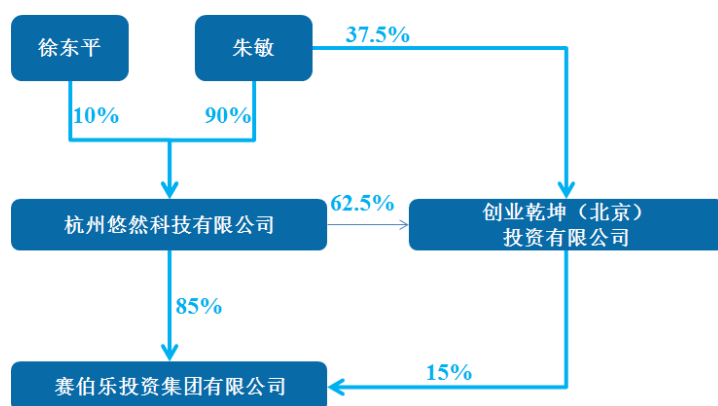 徐东平
朱敏
37.5%
10%
90%
杭州悠然科技有限公司
62.5%
创业乾坤（北京）
投资有限公司
85%
赛伯乐投资集团有限公司
15%